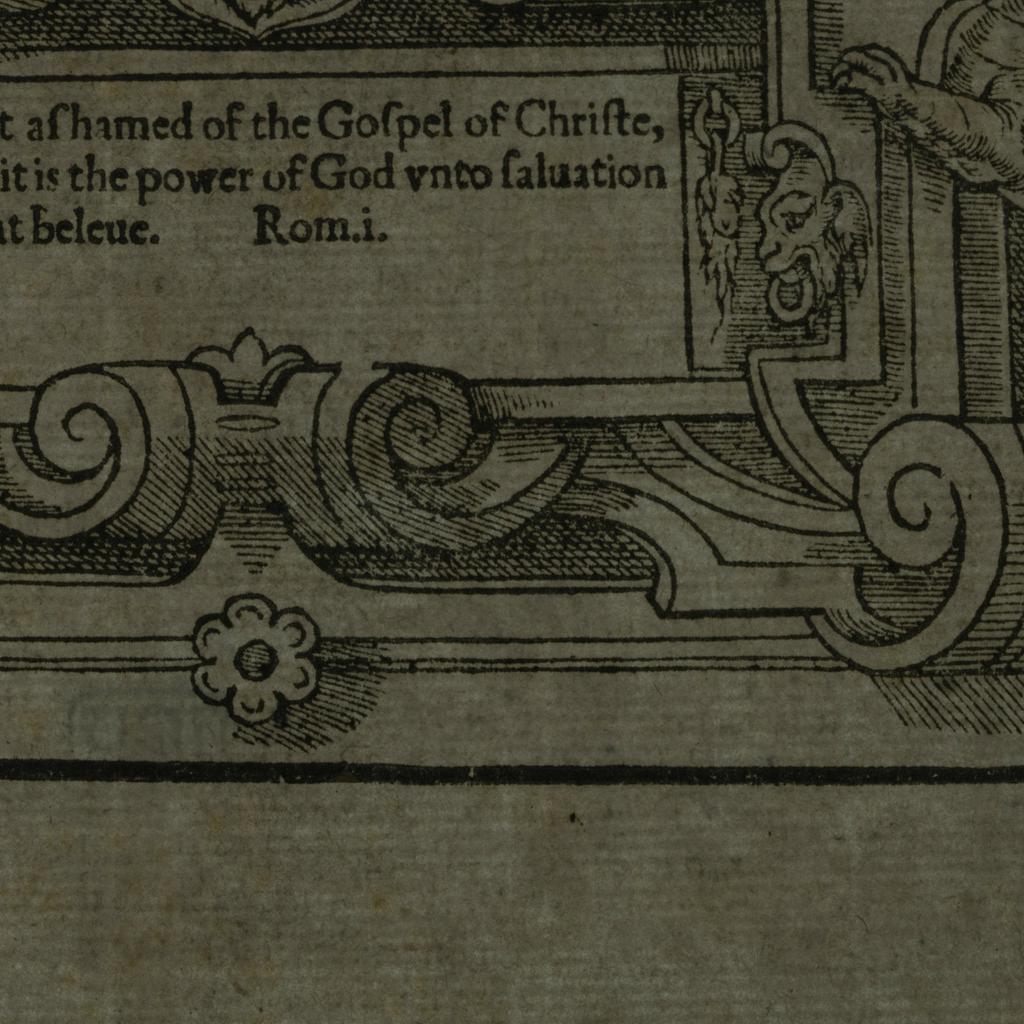 t aſhamed of the Goſpel of Chriſte,
it is the power of God vnto ſaluation
at beleue. Rom.i.